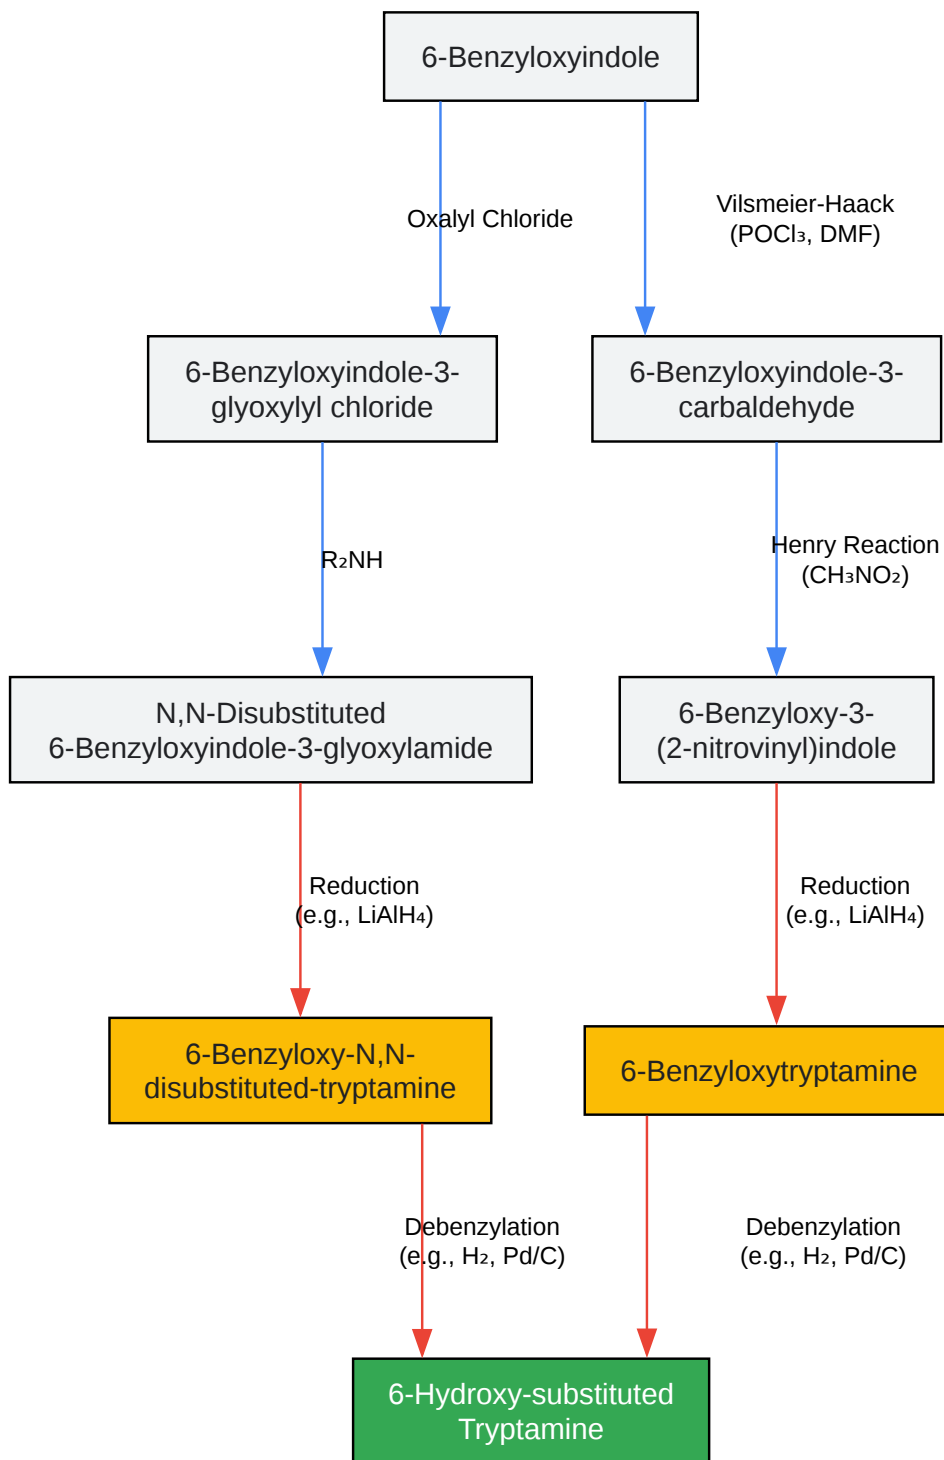 6-Benzyloxyindole
Oxalyl Chloride
Vilsmeier-Haack
(POCl₃, DMF)
6-Benzyloxyindole-3-
glyoxylyl chloride
6-Benzyloxyindole-3-
carbaldehyde
R₂NH
Henry Reaction
(CH₃NO₂)
N,N-Disubstituted
6-Benzyloxyindole-3-glyoxylamide
6-Benzyloxy-3-
(2-nitrovinyl)indole
Reduction
(e.g., LiAlH₄)
Reduction
(e.g., LiAlH₄)
6-Benzyloxy-N,N-
disubstituted-tryptamine
6-Benzyloxytryptamine
Debenzylation
(e.g., H₂, Pd/C)
Debenzylation
(e.g., H₂, Pd/C)
6-Hydroxy-substituted
Tryptamine